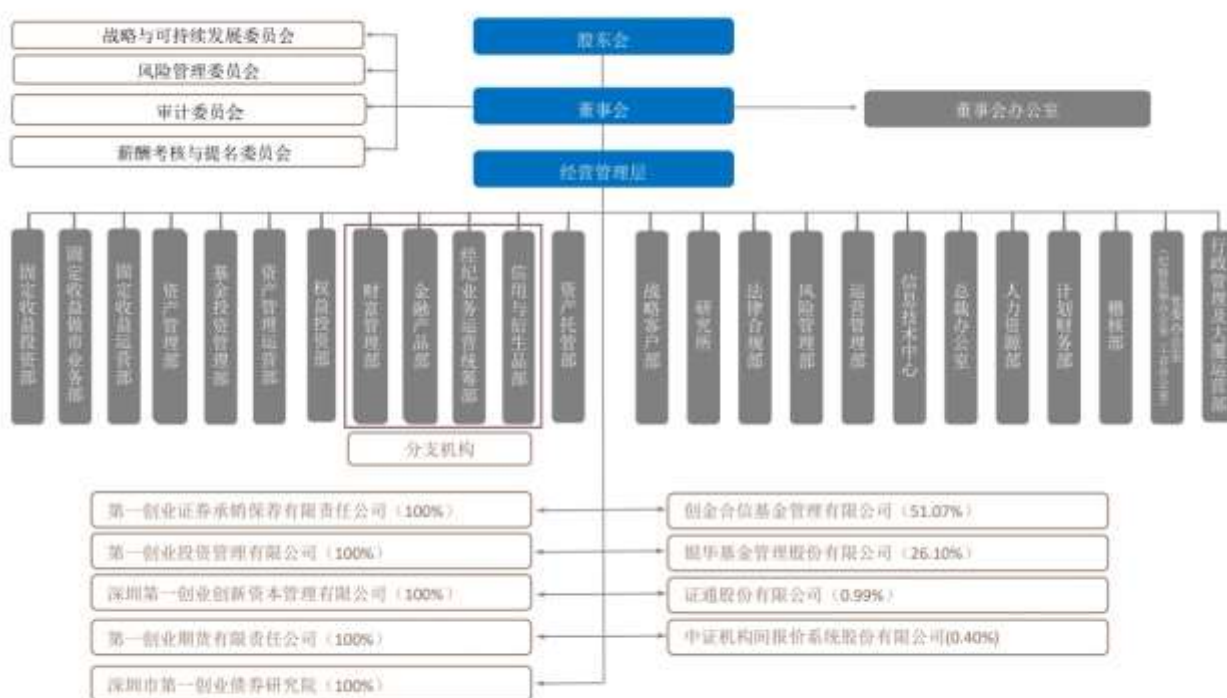 战略与可持续发展委员会
风险管理委员会
审计委员会
薪酬考核与提名委员会
股东会
董事会
经营管理层
董事会办公室
固定收益投资部
固定收益做市业务部
固定收益运营部
资产管理部
基金投资管理部
资产管理运营部
权益投资部
财富管理部
金融产品部
经纪业务运营统筹部
信用与衍生品部
资产托管部
战略客户部
研究所
法律合规部
风险管理部
运营管理部
信息技术中心
总裁办公室
人力资源部
计划财务部
稽核部
行政管理及大厦运营部
分支机构
第一创业证券承销保荐有限责任公司（100%）
第一创业投资管理有限公司（100%）
深圳第一创业创新资本管理有限公司（100%）
第一创业期货有限责任公司（100%）
深圳市第一创业债券研究院（100%）
创金合信基金管理有限公司（51.07%）
银华基金管理股份有限公司（26.10%）
证通股份有限公司（0.99%）
中证机构间报价系统股份有限公司(0.40%)